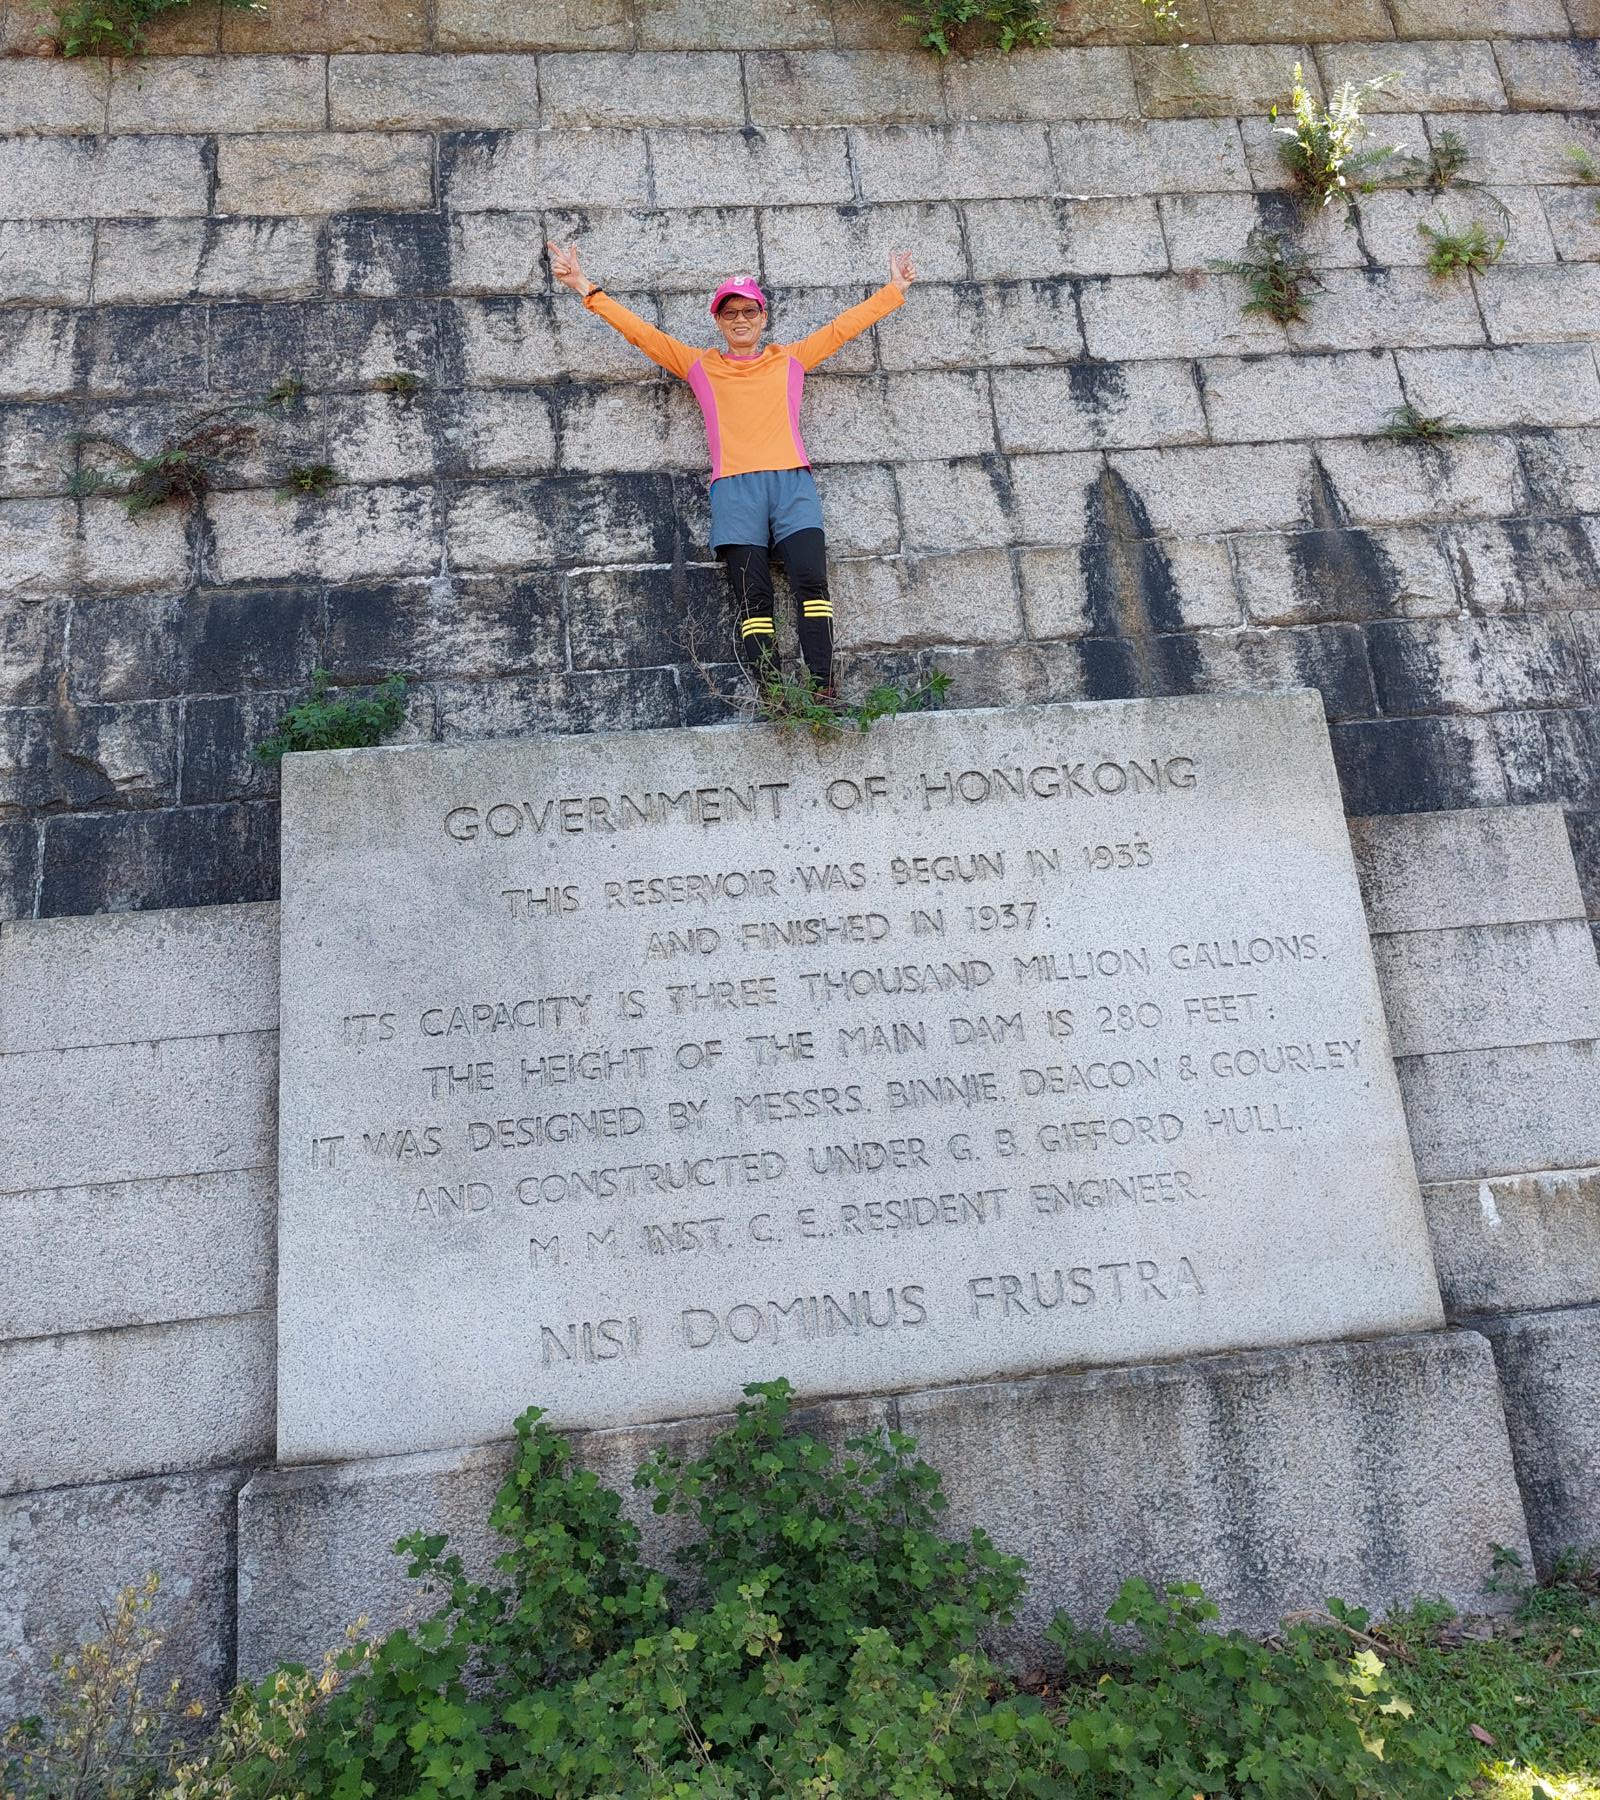 GOVERNMENT OF HONGKONG
THIS RESERVOIR WAS BEGUN IN 1933
AND FINISHED IN 1937:
ITS CAPACITY IS THREE THOUSAND MILLION GALLONS.
THE HEIGHT OF THE MAIN DAM IS 280 FEET:
IT WAS DESIGNED BY MESSRS. BINNIE, DEACON & GOURLEY
AND CONSTRUCTED UNDER G. B. GIFFORD HULL,
M. M. INST. C. E., RESIDENT ENGINEER.
NISI DOMINUS FRUSTRA